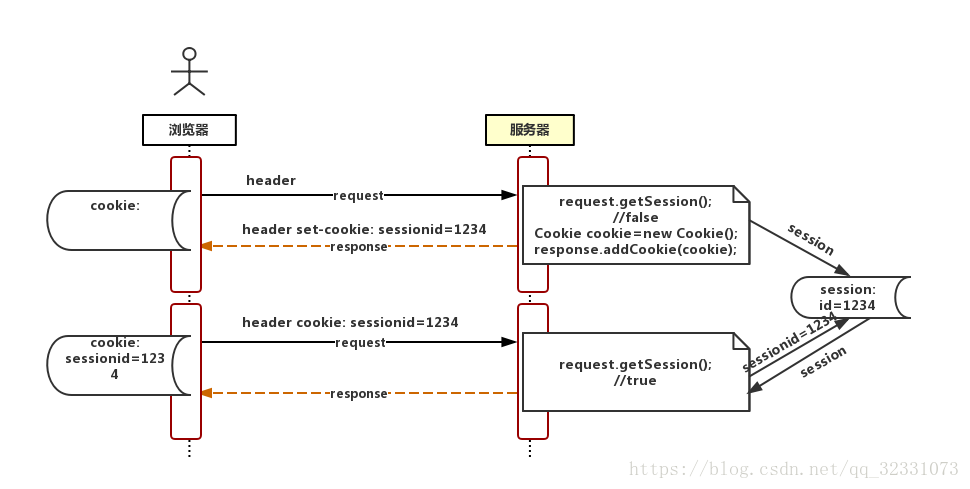 浏览器
服务器
header
request
cookie:
header set-cookie: sessionid=1234
response
request.getSession();
//false
Cookie cookie=new Cookie();
response.addCookie(cookie);
session
session:
id=1234
header cookie: sessionid=1234
request
cookie:
sessionid=123
4
request.getSession();
//true
sessionid=1234
session
response
https://blog.csdn.net/qq_32331073